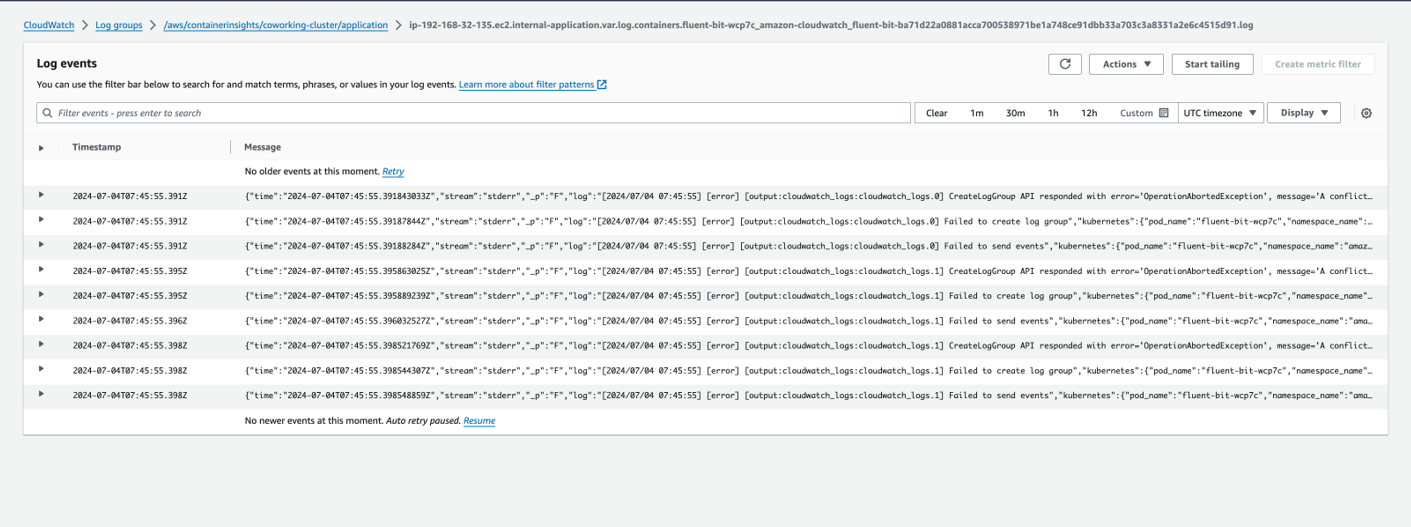 CloudWatch > Log groups > /aws/containerinsights/coworking-cluster/application > ip-192-168-32-135.ec2.internal-application.var.log.containers.fluent-bit-wcp7c_amazon-cloudwatch_fluent-bit-ba71d22a0881acca700538971be1a748ce91dbb33a703c3a8331a2e6c4515d91.log
Log events
Actions Start tailing Create metric filter
You can use the filter bar below to search for and match terms, phrases, or values in your log events. Learn more about filter patterns
Filter events - press enter to search Clear 1m 30m 1h 12h Custom UTC timezone Display
Timestamp Message
No older events at this moment. Retry
2024-07-04T07:45:55.391Z {"time":"2024-07-04T07:45:55.391843033Z","stream":"stderr","_p":"F","log":"[2024/07/04 07:45:55] [error] [output:cloudwatch_logs:cloudwatch_logs.0] CreateLogGroup API responded with error='OperationAbortedException', message='A conflict…
2024-07-04T07:45:55.391Z {"time":"2024-07-04T07:45:55.39187844Z","stream":"stderr","_p":"F","log":"[2024/07/04 07:45:55] [error] [output:cloudwatch_logs:cloudwatch_logs.0] Failed to create log group","kubernetes":{"pod_name":"fluent-bit-wcp7c","namespace_name":…
2024-07-04T07:45:55.391Z {"time":"2024-07-04T07:45:55.39188284Z","stream":"stderr","_p":"F","log":"[2024/07/04 07:45:55] [error] [output:cloudwatch_logs:cloudwatch_logs.0] Failed to send events","kubernetes":{"pod_name":"fluent-bit-wcp7c","namespace_name":"amaz…
2024-07-04T07:45:55.395Z {"time":"2024-07-04T07:45:55.395863025Z","stream":"stderr","_p":"F","log":"[2024/07/04 07:45:55] [error] [output:cloudwatch_logs:cloudwatch_logs.1] CreateLogGroup API responded with error='OperationAbortedException', message='A conflict…
2024-07-04T07:45:55.395Z {"time":"2024-07-04T07:45:55.395889239Z","stream":"stderr","_p":"F","log":"[2024/07/04 07:45:55] [error] [output:cloudwatch_logs:cloudwatch_logs.1] Failed to create log group","kubernetes":{"pod_name":"fluent-bit-wcp7c","namespace_name"…
2024-07-04T07:45:55.396Z {"time":"2024-07-04T07:45:55.396032527Z","stream":"stderr","_p":"F","log":"[2024/07/04 07:45:55] [error] [output:cloudwatch_logs:cloudwatch_logs.1] Failed to send events","kubernetes":{"pod_name":"fluent-bit-wcp7c","namespace_name":"ama…
2024-07-04T07:45:55.398Z {"time":"2024-07-04T07:45:55.398521769Z","stream":"stderr","_p":"F","log":"[2024/07/04 07:45:55] [error] [output:cloudwatch_logs:cloudwatch_logs.1] CreateLogGroup API responded with error='OperationAbortedException', message='A conflict…
2024-07-04T07:45:55.398Z {"time":"2024-07-04T07:45:55.398544307Z","stream":"stderr","_p":"F","log":"[2024/07/04 07:45:55] [error] [output:cloudwatch_logs:cloudwatch_logs.1] Failed to create log group","kubernetes":{"pod_name":"fluent-bit-wcp7c","namespace_name"…
2024-07-04T07:45:55.398Z {"time":"2024-07-04T07:45:55.398548859Z","stream":"stderr","_p":"F","log":"[2024/07/04 07:45:55] [error] [output:cloudwatch_logs:cloudwatch_logs.1] Failed to send events","kubernetes":{"pod_name":"fluent-bit-wcp7c","namespace_name":"ama…
No newer events at this moment. Auto retry paused. Resume